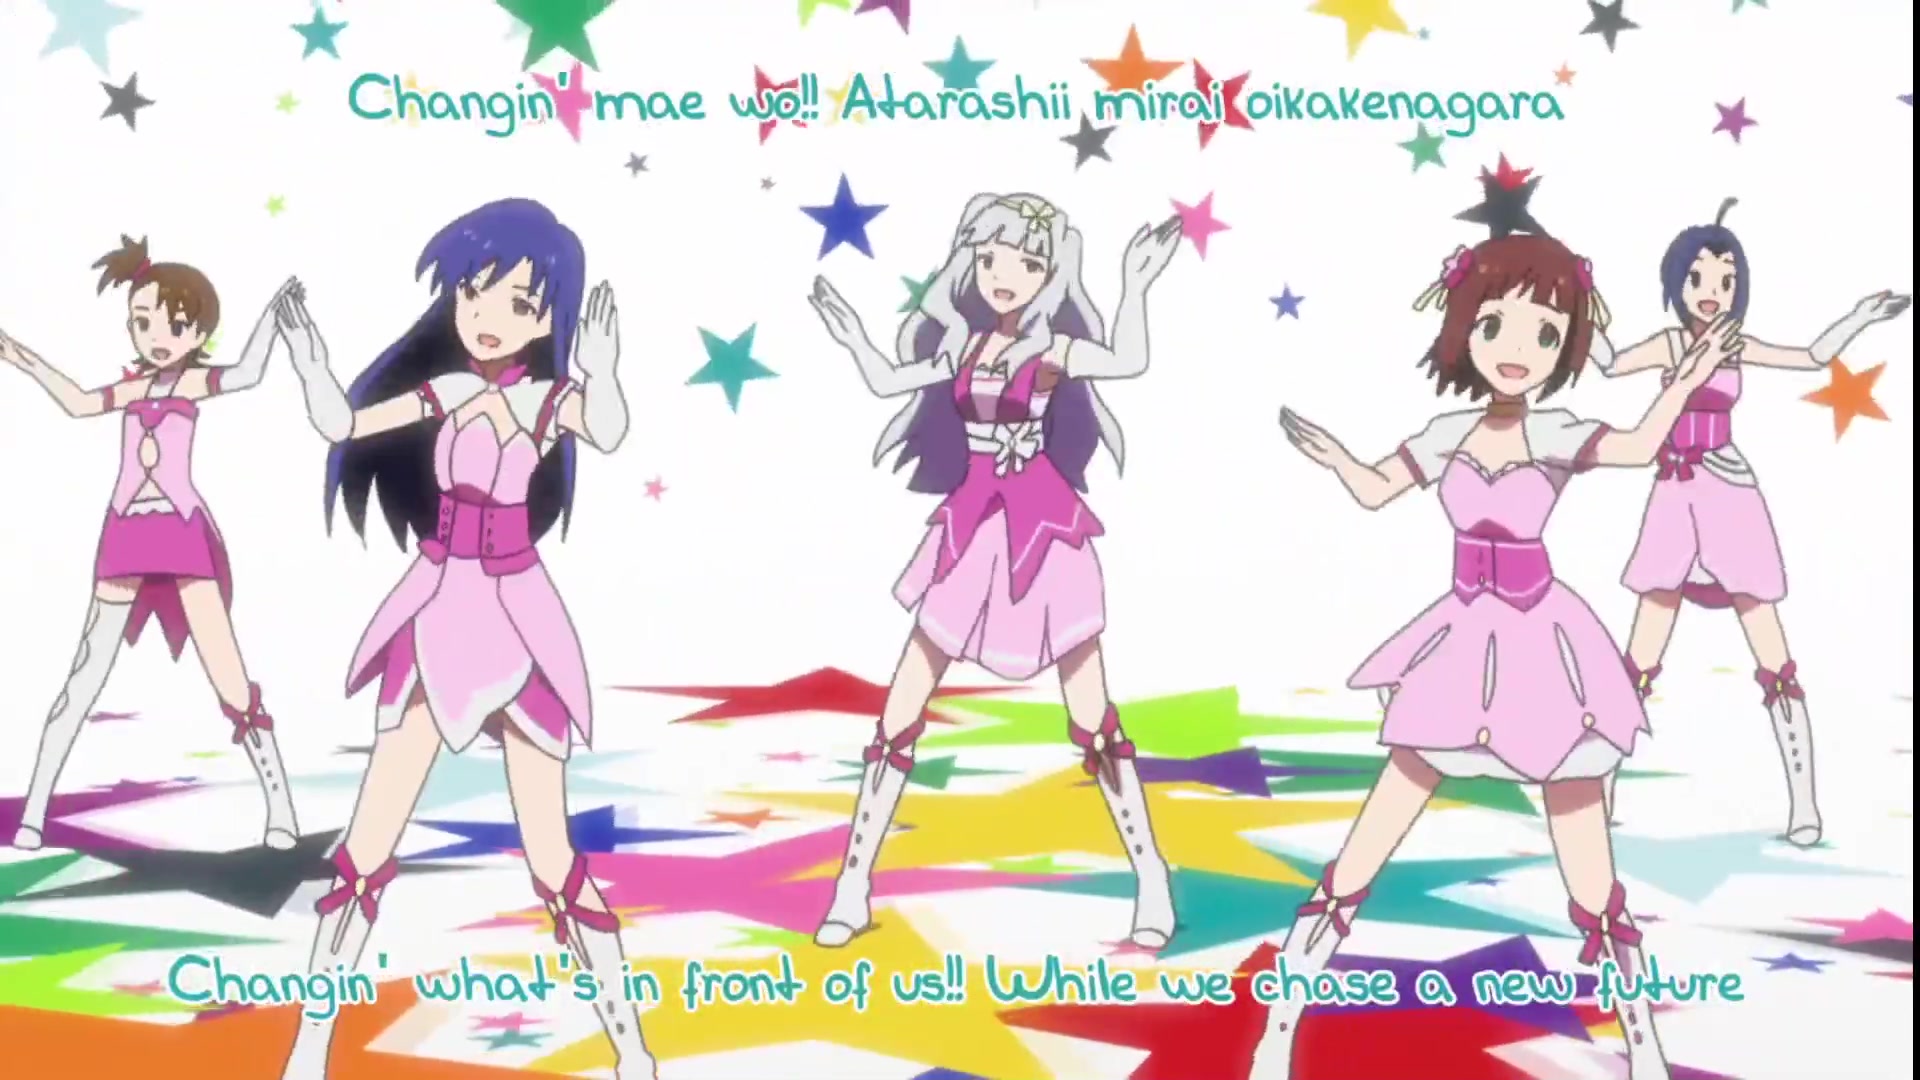 Changin' mae wo!! Atarashii mirai oikakenagara
Changin' what's in front of us!! While we chase a new future